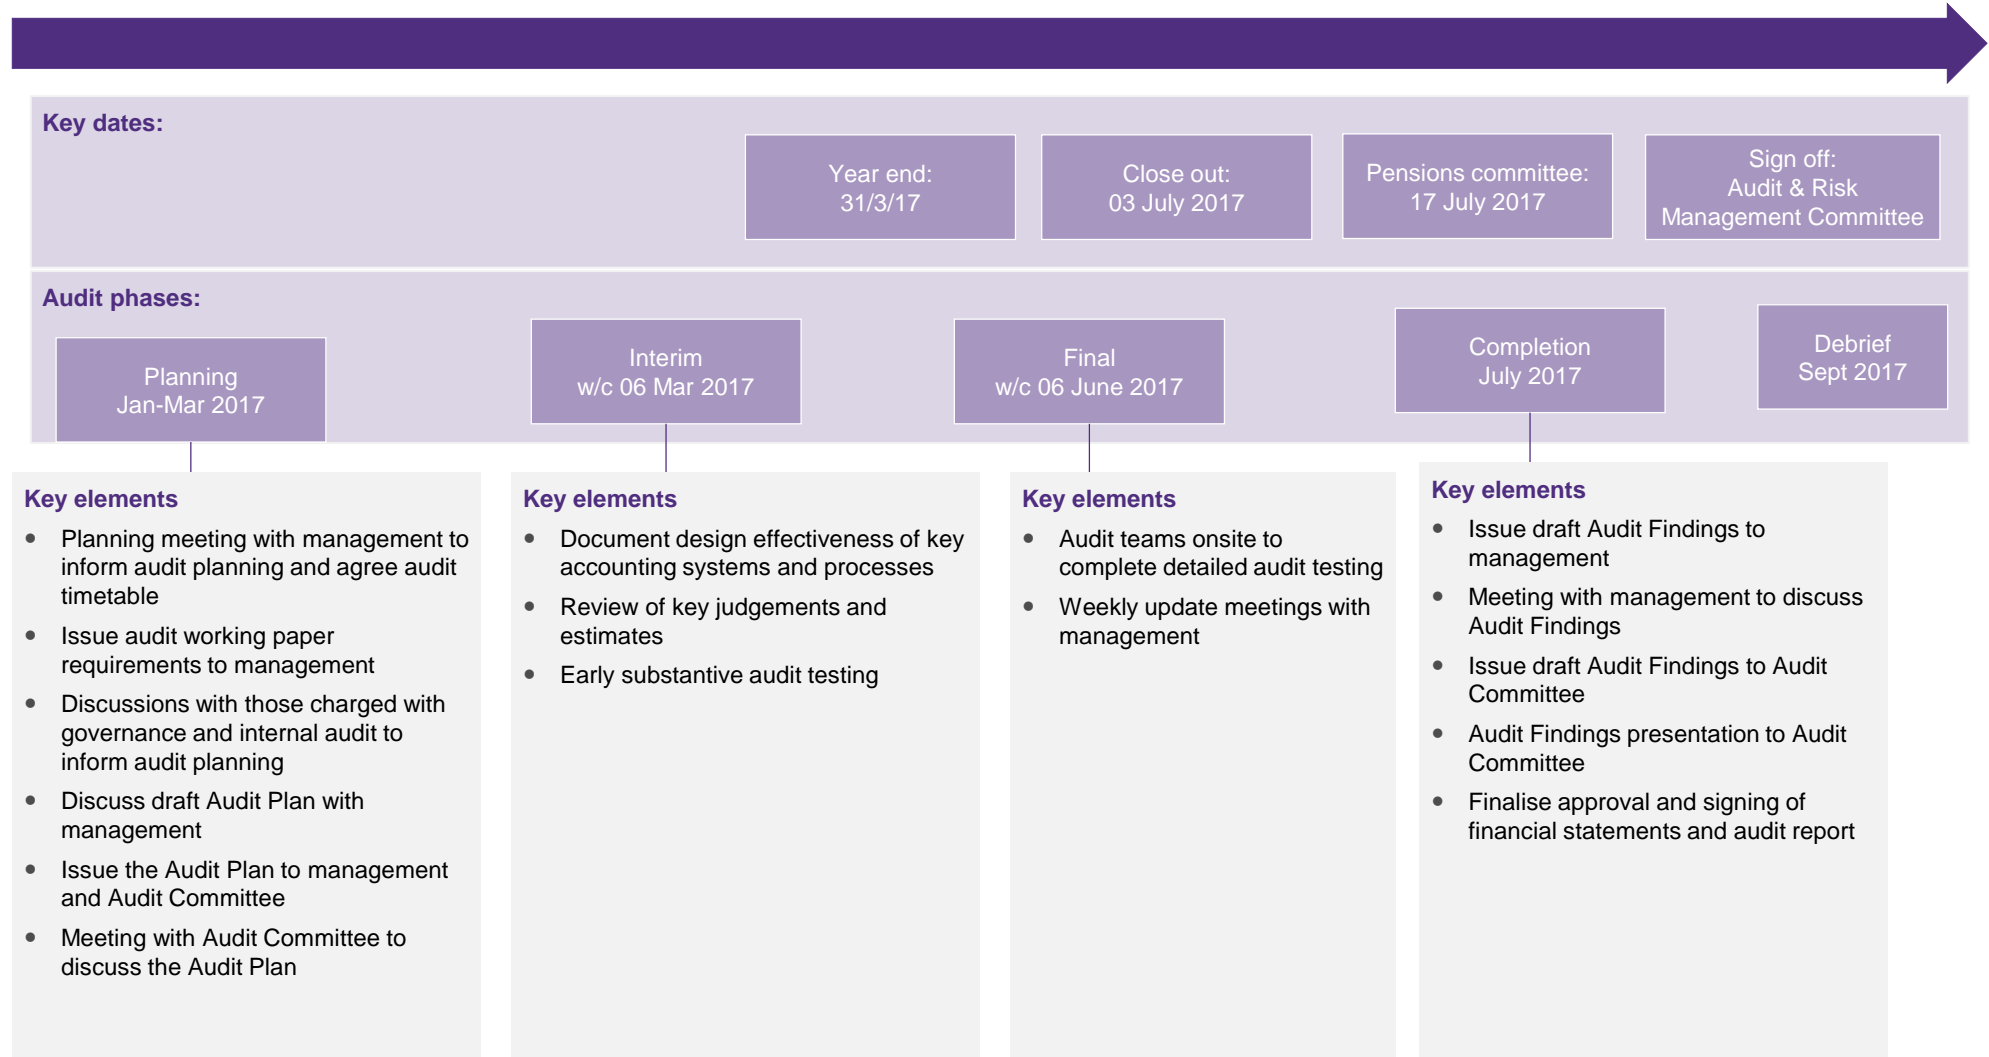 Key dates:
Year end:
31/3/17
Close out:
03 July 2017
Pensions committee:
17 July 2017
Sign off:
Audit & Risk
Management Committee
Audit phases:
Planning
Jan-Mar 2017
Interim
w/c 06 Mar 2017
Final
w/c 06 June 2017
Completion
July 2017
Debrief
Sept 2017
Key elements
• Planning meeting with management to
inform audit planning and agree audit
timetable
• Issue audit working paper
requirements to management
• Discussions with those charged with
governance and internal audit to
inform audit planning
• Discuss draft Audit Plan with
management
• Issue the Audit Plan to management
and Audit Committee
• Meeting with Audit Committee to
discuss the Audit Plan
Key elements
• Document design effectiveness of key
accounting systems and processes
• Review of key judgements and
estimates
• Early substantive audit testing
Key elements
• Audit teams onsite to
complete detailed audit testing
• Weekly update meetings with
management
Key elements
• Issue draft Audit Findings to
management
• Meeting with management to discuss
Audit Findings
• Issue draft Audit Findings to Audit
Committee
• Audit Findings presentation to Audit
Committee
• Finalise approval and signing of
financial statements and audit report